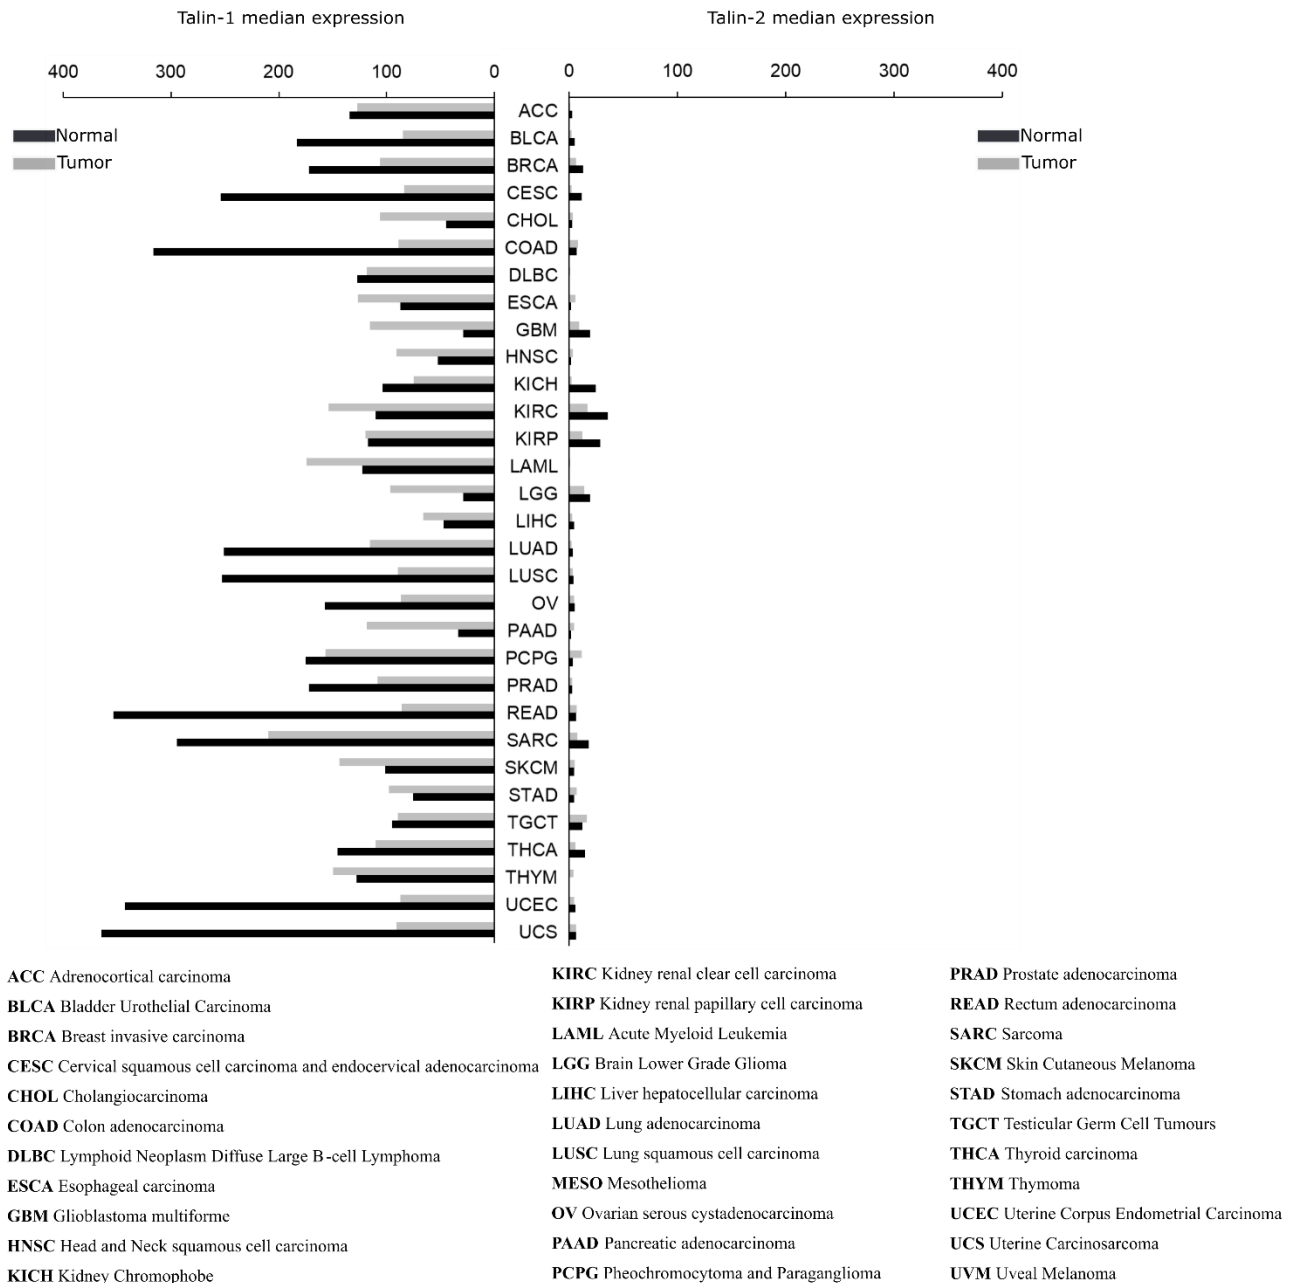 Talin-1 median expression
Talin-2 median expression
400 300 200 100 0
0 100 200 300 400
Normal
Tumor
Normal
Tumor
ACC
BLCA
BRCA
CESC
CHOL
COAD
DLBC
ESCA
GBM
HNSC
KICH
KIRC
KIRP
LAML
LGG
LIHC
LUAD
LUSC
OV
PAAD
PCPG
PRAD
READ
SARC
SKCM
STAD
TGCT
THCA
THYM
UCEC
UCS
ACC Adrenocortical carcinoma
BLCA Bladder Urothelial Carcinoma
BRCA Breast invasive carcinoma
CESC Cervical squamous cell carcinoma and endocervical adenocarcinoma
CHOL Cholangiocarcinoma
COAD Colon adenocarcinoma
DLBC Lymphoid Neoplasm Diffuse Large B-cell Lymphoma
ESCA Esophageal carcinoma
GBM Glioblastoma multiforme
HNSC Head and Neck squamous cell carcinoma
KICH Kidney Chromophobe
KIRC Kidney renal clear cell carcinoma
KIRP Kidney renal papillary cell carcinoma
LAML Acute Myeloid Leukemia
LGG Brain Lower Grade Glioma
LIHC Liver hepatocellular carcinoma
LUAD Lung adenocarcinoma
LUSC Lung squamous cell carcinoma
MESO Mesothelioma
OV Ovarian serous cystadenocarcinoma
PAAD Pancreatic adenocarcinoma
PCPG Pheochromocytoma and Paraganglioma
PRAD Prostate adenocarcinoma
READ Rectum adenocarcinoma
SARC Sarcoma
SKCM Skin Cutaneous Melanoma
STAD Stomach adenocarcinoma
TGCT Testicular Germ Cell Tumours
THCA Thyroid carcinoma
THYM Thymoma
UCEC Uterine Corpus Endometrial Carcinoma
UCS Uterine Carcinosarcoma
UVM Uveal Melanoma